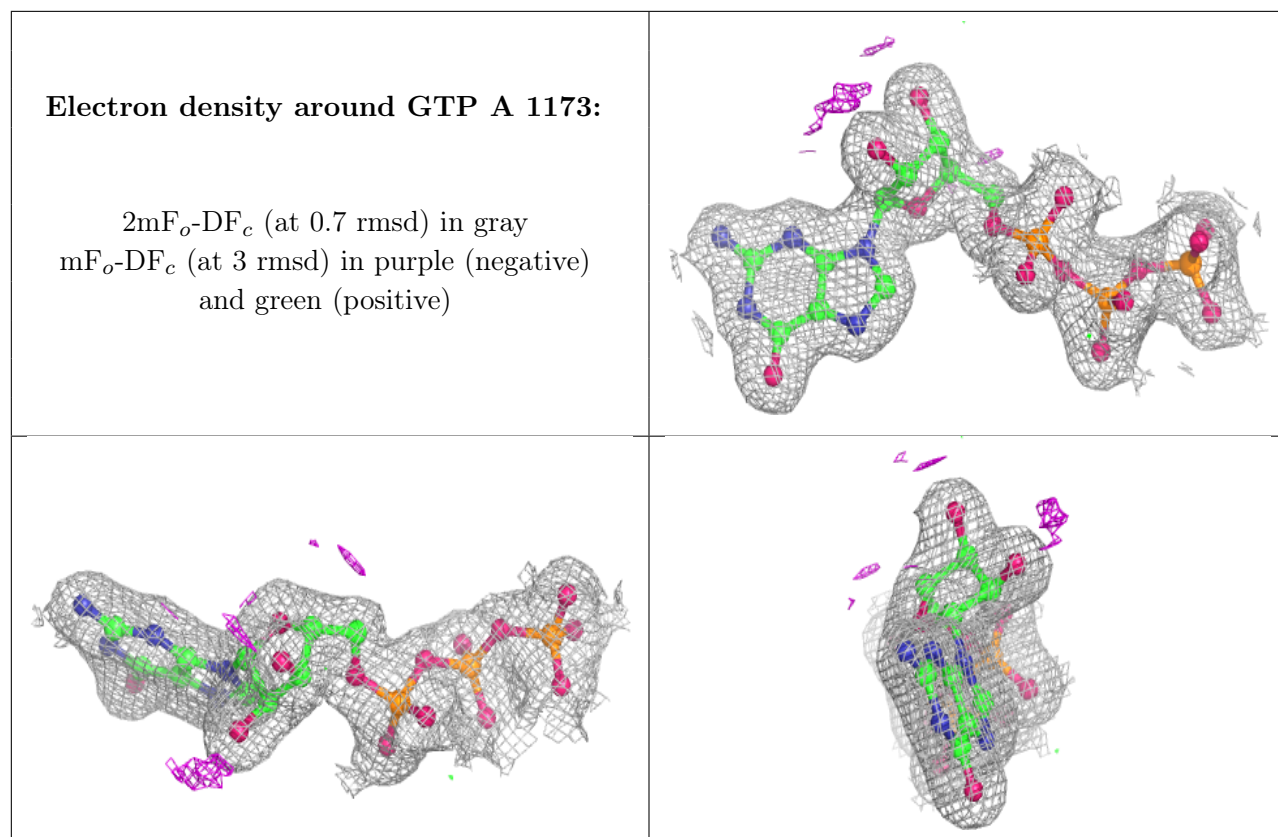 Electron density around GTP A 1173:
2mFₒ-DF𝒸 (at 0.7 rmsd) in gray
mFₒ-DF𝒸 (at 3 rmsd) in purple (negative)
and green (positive)